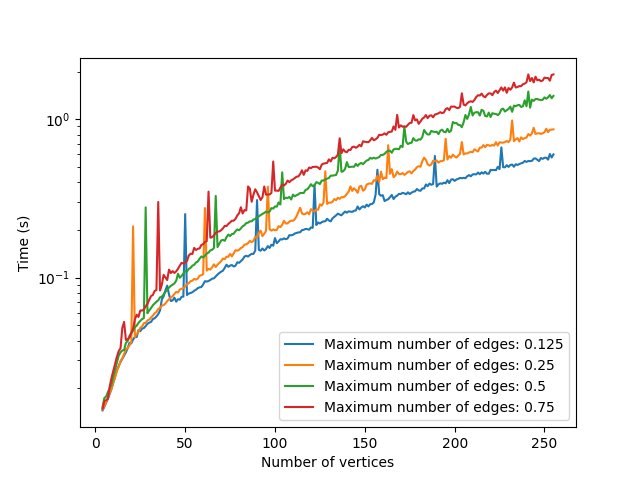 Time (s)
10⁰
10⁻¹
0
50
100
150
200
250
Number of vertices
Maximum number of edges: 0.125
Maximum number of edges: 0.25
Maximum number of edges: 0.5
Maximum number of edges: 0.75